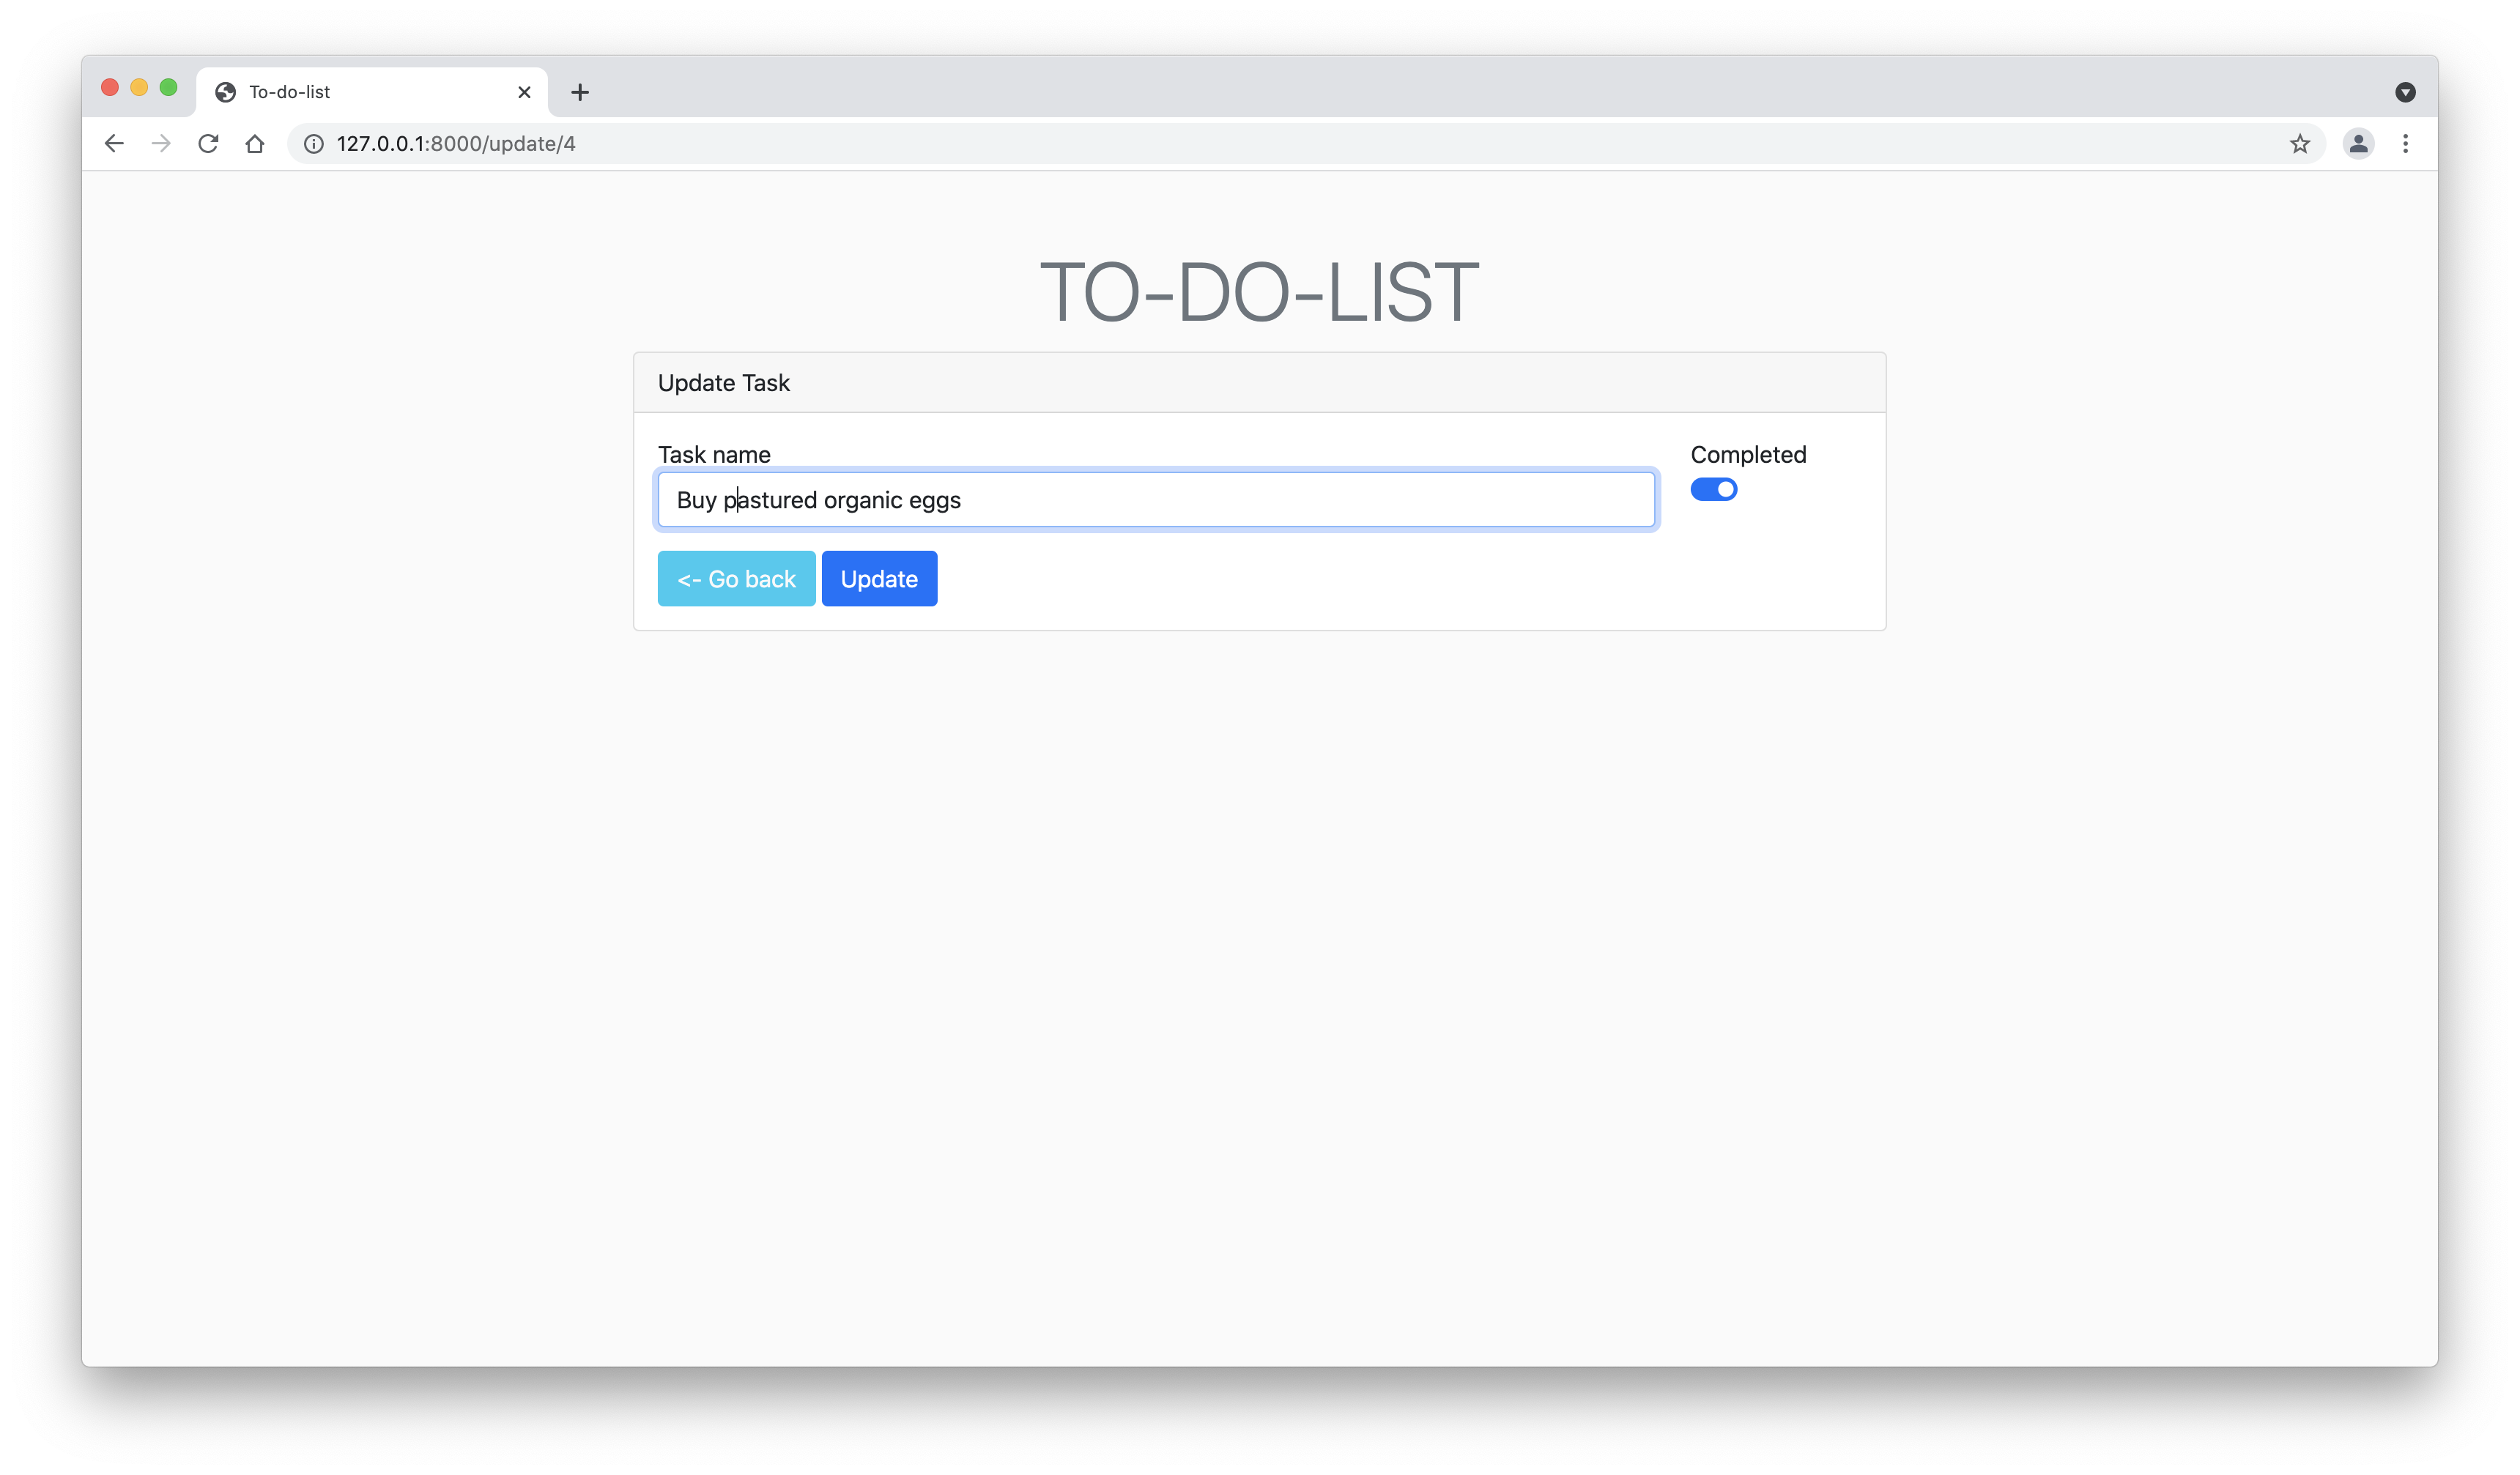 To-do-list
127.0.0.1:8000/update/4
TO-DO-LIST
Update Task
Task name
Completed
Buy pastured organic eggs
<- Go back
Update